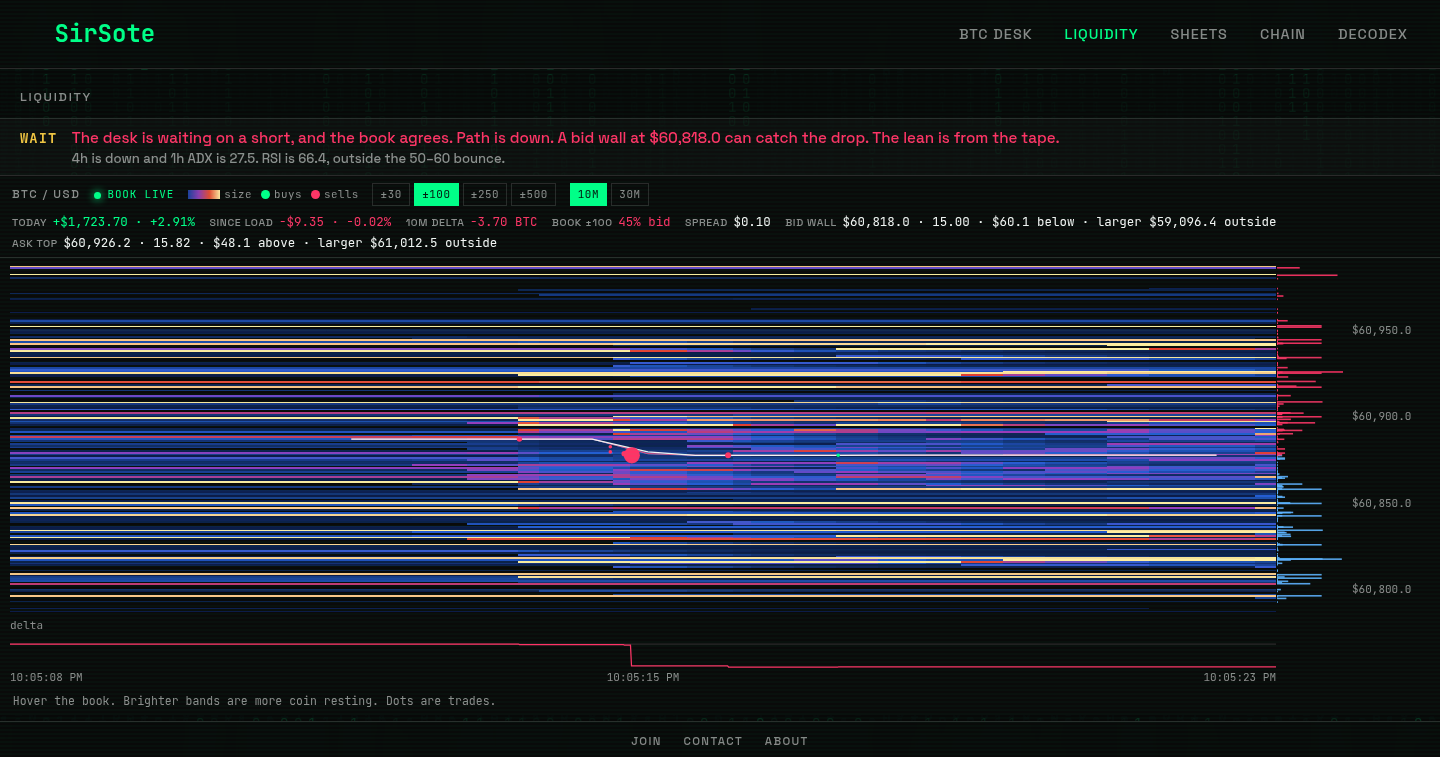 SirSote
BTC DESK LIQUIDITY SHEETS CHAIN DECODEX
LIQUIDITY
WAIT The desk is waiting on a short, and the book agrees. Path is down. A bid wall at $60,818.0 can catch the drop. The lean is from the tape.
4h is down and 1h ADX is 27.5. RSI is 66.4, outside the 50–60 bounce.
BTC / USD BOOK LIVE size buys sells ±30 ±100 ±250 ±500 10M 30M
TODAY +$1,723.70 · +2.91% SINCE LOAD -$9.35 · -0.02% 10M DELTA -3.70 BTC BOOK ±100 45% bid SPREAD $0.10 BID WALL $60,818.0 · 15.00 · $60.1 below · larger $59,096.4 outside
ASK TOP $60,926.2 · 15.82 · $48.1 above · larger $61,012.5 outside
$60,950.0
$60,900.0
$60,850.0
$60,800.0
delta
10:05:08 PM 10:05:15 PM 10:05:23 PM
Hover the book. Brighter bands are more coin resting. Dots are trades.
JOIN CONTACT ABOUT